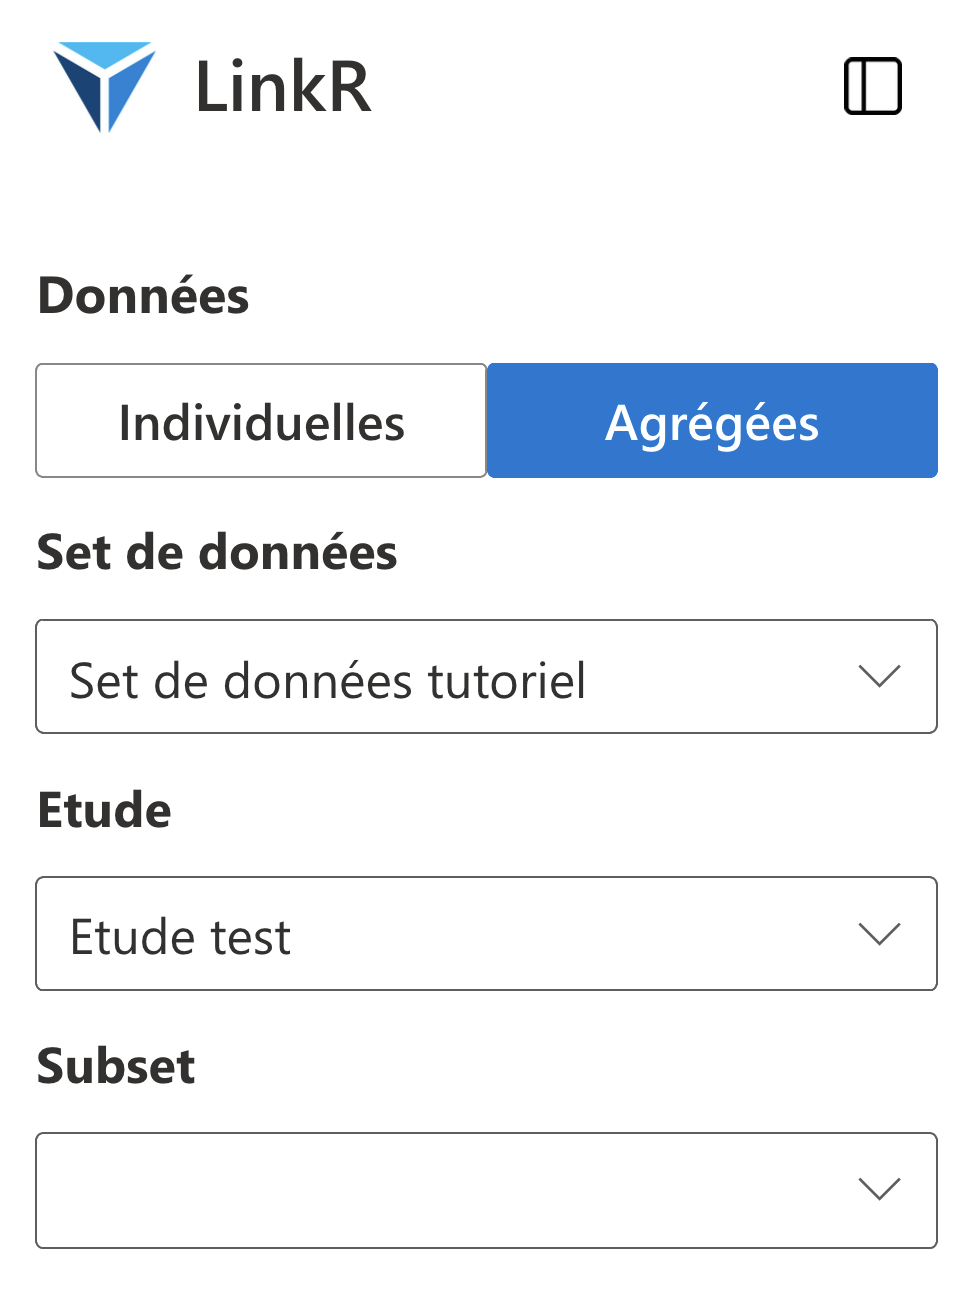 LinkR
Données
Individuelles
Agrégées
Set de données
Set de données tutoriel
Etude
Etude test
Subset